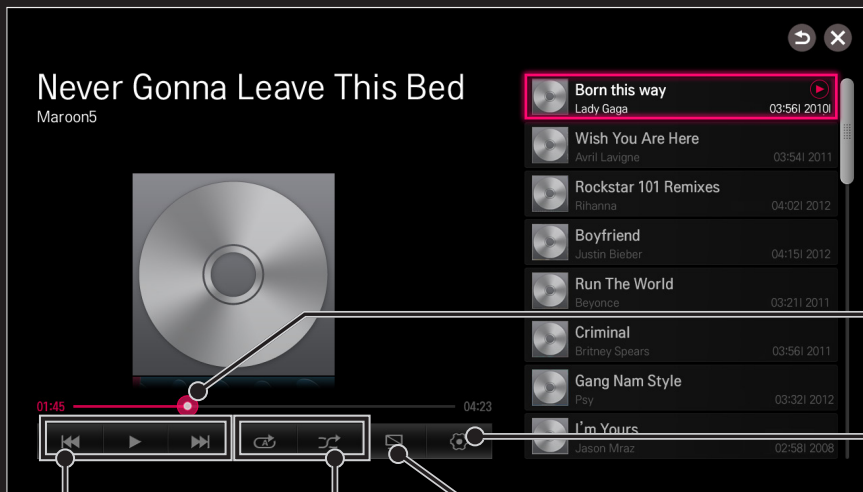 Never Gonna Leave This Bed
Maroon5
01:45
04:23
Born this way
Lady Gaga 03:56| 2010|
Wish You Are Here
Avril Lavigne 03:54| 2011
Rockstar 101 Remixes
Rihanna 04:02| 2012
Boyfriend
Justin Bieber 04:15| 2012
Run The World
Beyonce 03:21| 2011
Criminal
Britney Spears 03:56| 2011
Gang Nam Style
Psy 03:32| 2012
I'm Yours
Jason Mraz 02:58| 2008